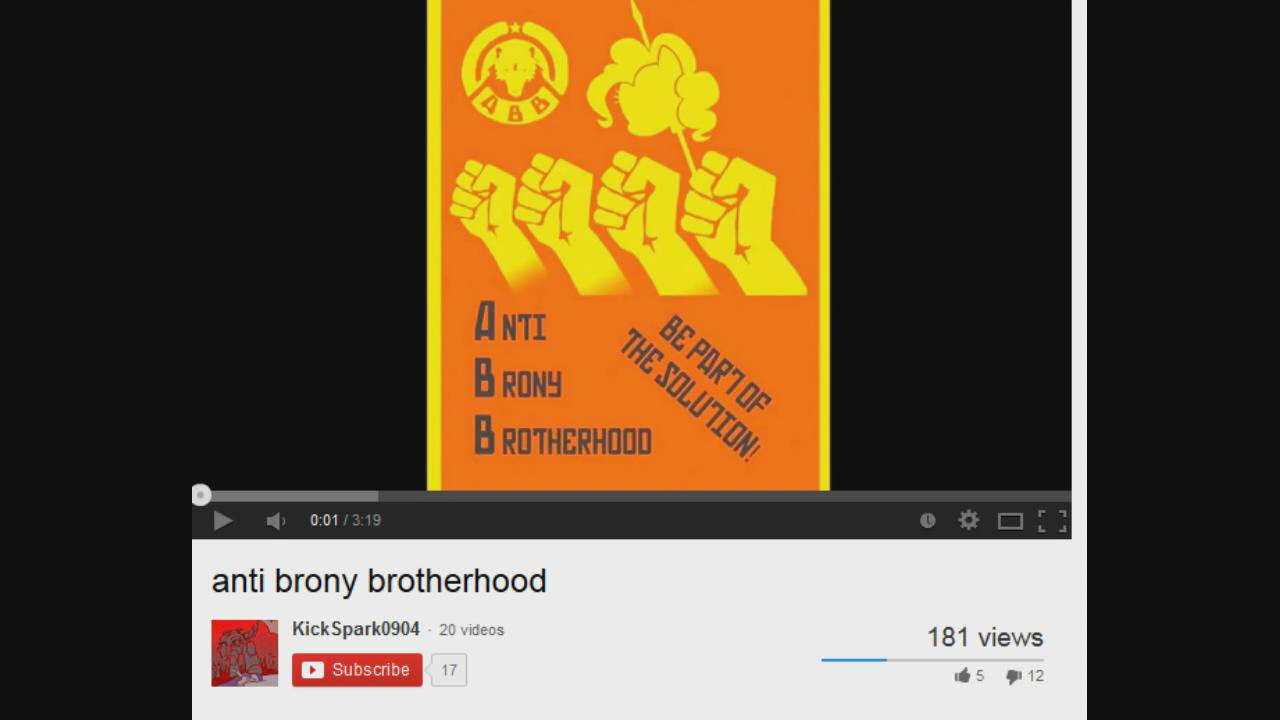 ABB
ANTI
BRONY
BROTHERHOOD
BE PART OF
THE SOLUTION!
0:01 / 3:19
anti brony brotherhood
KickSpark0904 · 20 videos
Subscribe 17
181 views
5 12